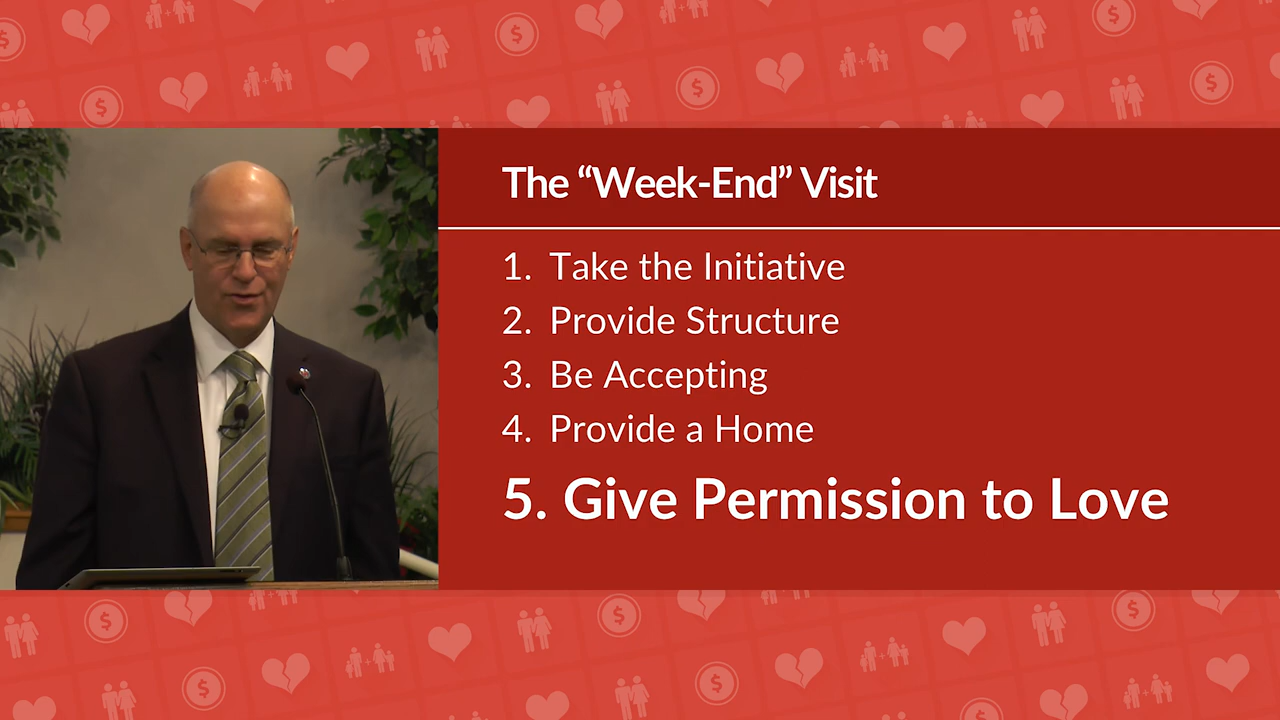 The “Week-End” Visit
1. Take the Initiative
2. Provide Structure
3. Be Accepting
4. Provide a Home
5. Give Permission to Love